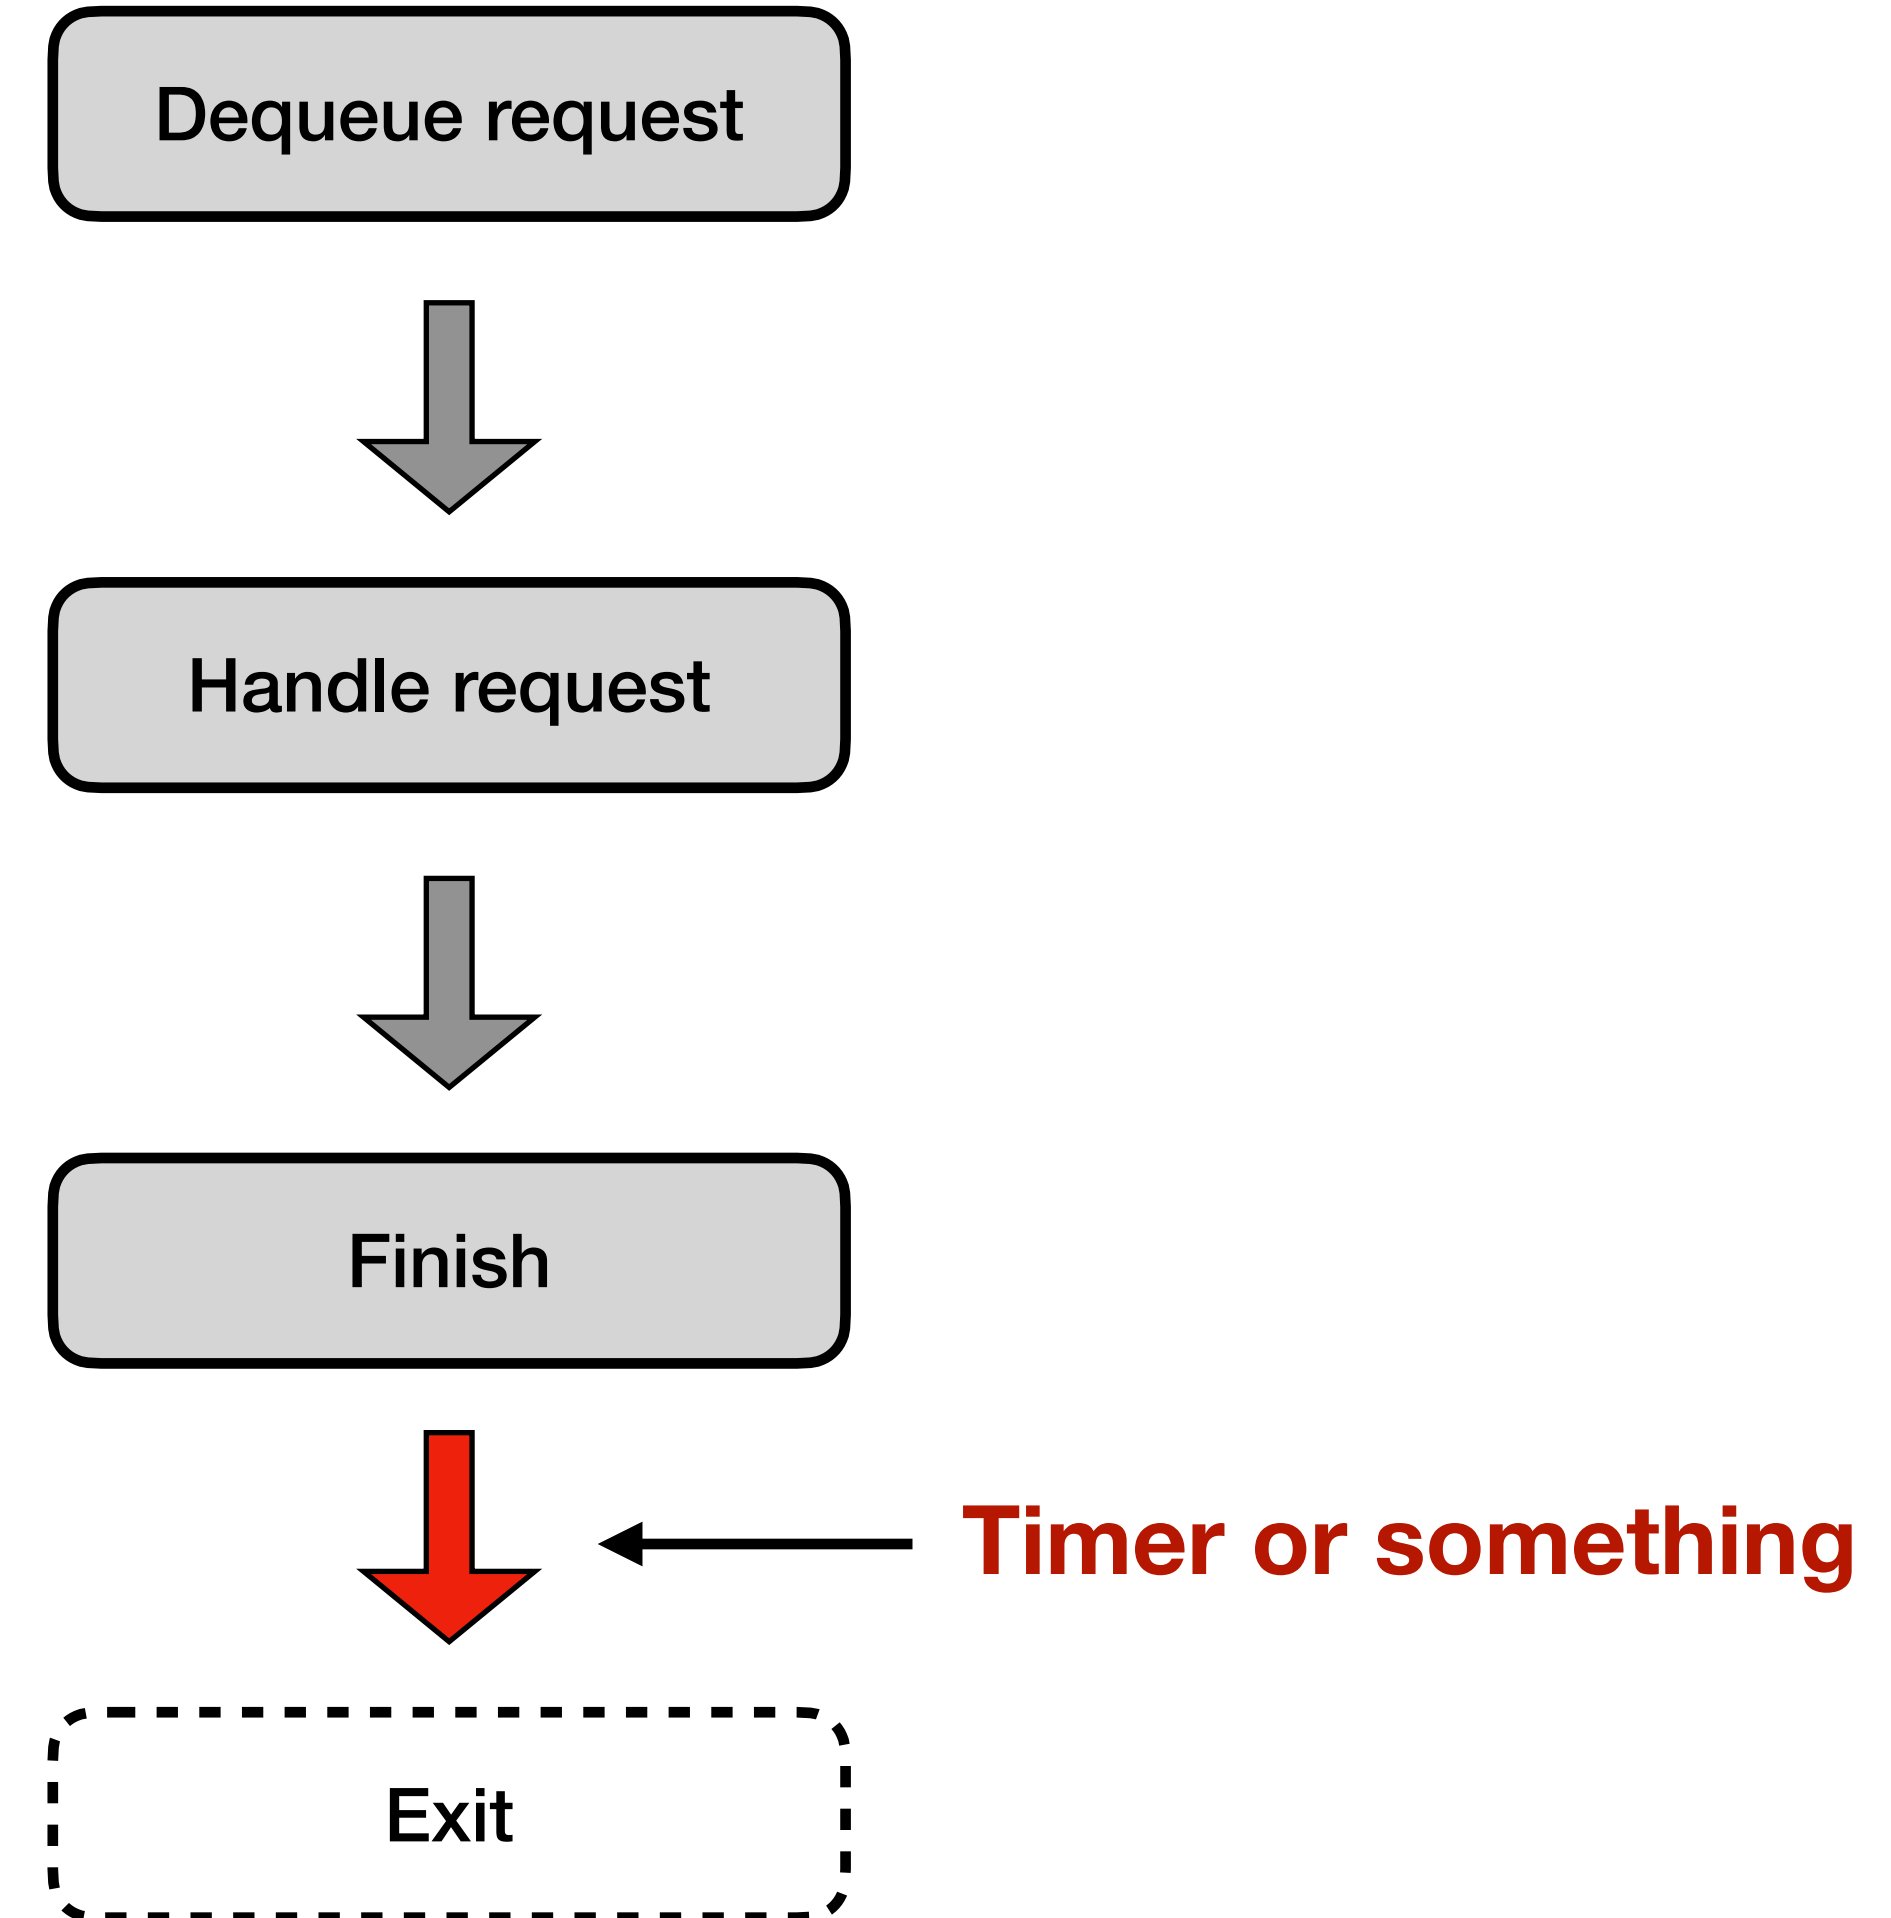 Dequeue request
Handle request
Finish
Timer or something
Exit